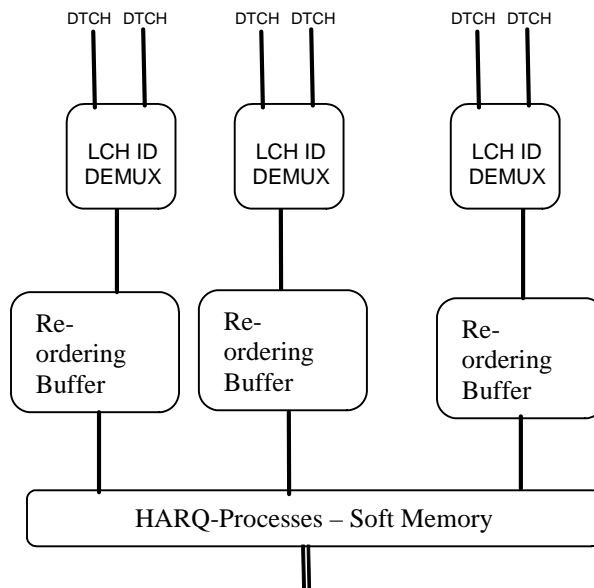 DTCH DTCH DTCH DTCH DTCH DTCH
LCH ID LCH ID LCH ID
DEMUX DEMUX DEMUX
Re-
ordering
Buffer
Re-
ordering
Buffer
Re-
ordering
Buffer
HARQ-Processes – Soft Memory